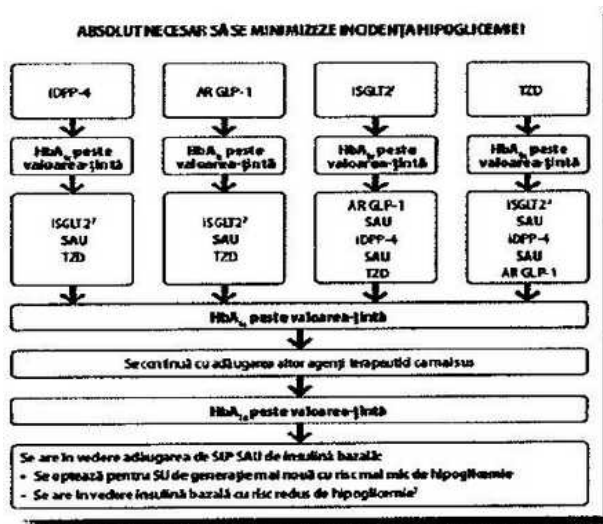 ABSOLUT NECESAR SĂ SE MINIMIZEZE INCIDENȚA HIPOGLICEMIEI
iDPP-4
AR GLP-1
iSGLT2
TZD
HbA1c peste
valoarea-țintă
HbA1c peste
valoarea-țintă
HbA1c peste
valoarea-țintă
HbA1c peste
valoarea-țintă
iSGLT2
SAU
TZD
iSGLT2
SAU
TZD
AR GLP-1
SAU
iDPP-4
SAU
TZD
iSGLT2
SAU
iDPP-4
SAU
AR GLP-1
HbA1c peste valoarea-țintă
Se continuă cu adăugarea altor agenți terapeutici ca mai sus
HbA1c peste valoarea-țintă
Se are în vedere adăugarea de SAU de insulină bazală:
- Se optează pentru SU de generație mai nouă cu risc mai mic de hipoglicemie
- Se are în vedere insulină bazală cu risc redus de hipoglicemie